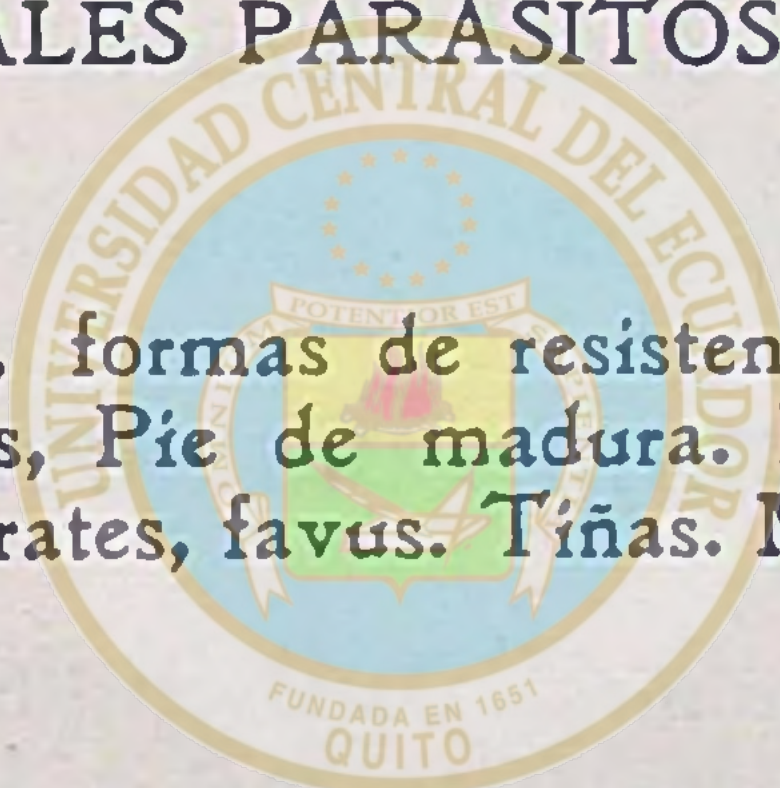 ALES PARASITOS
UNIVERSIDAD CENTRAL DEL ECUADOR
POTENTIOR EST
. formas de resisten
s, Pie de madura.
rates, favus. Tiñas.
FUNDADA EN 1651
QUITO